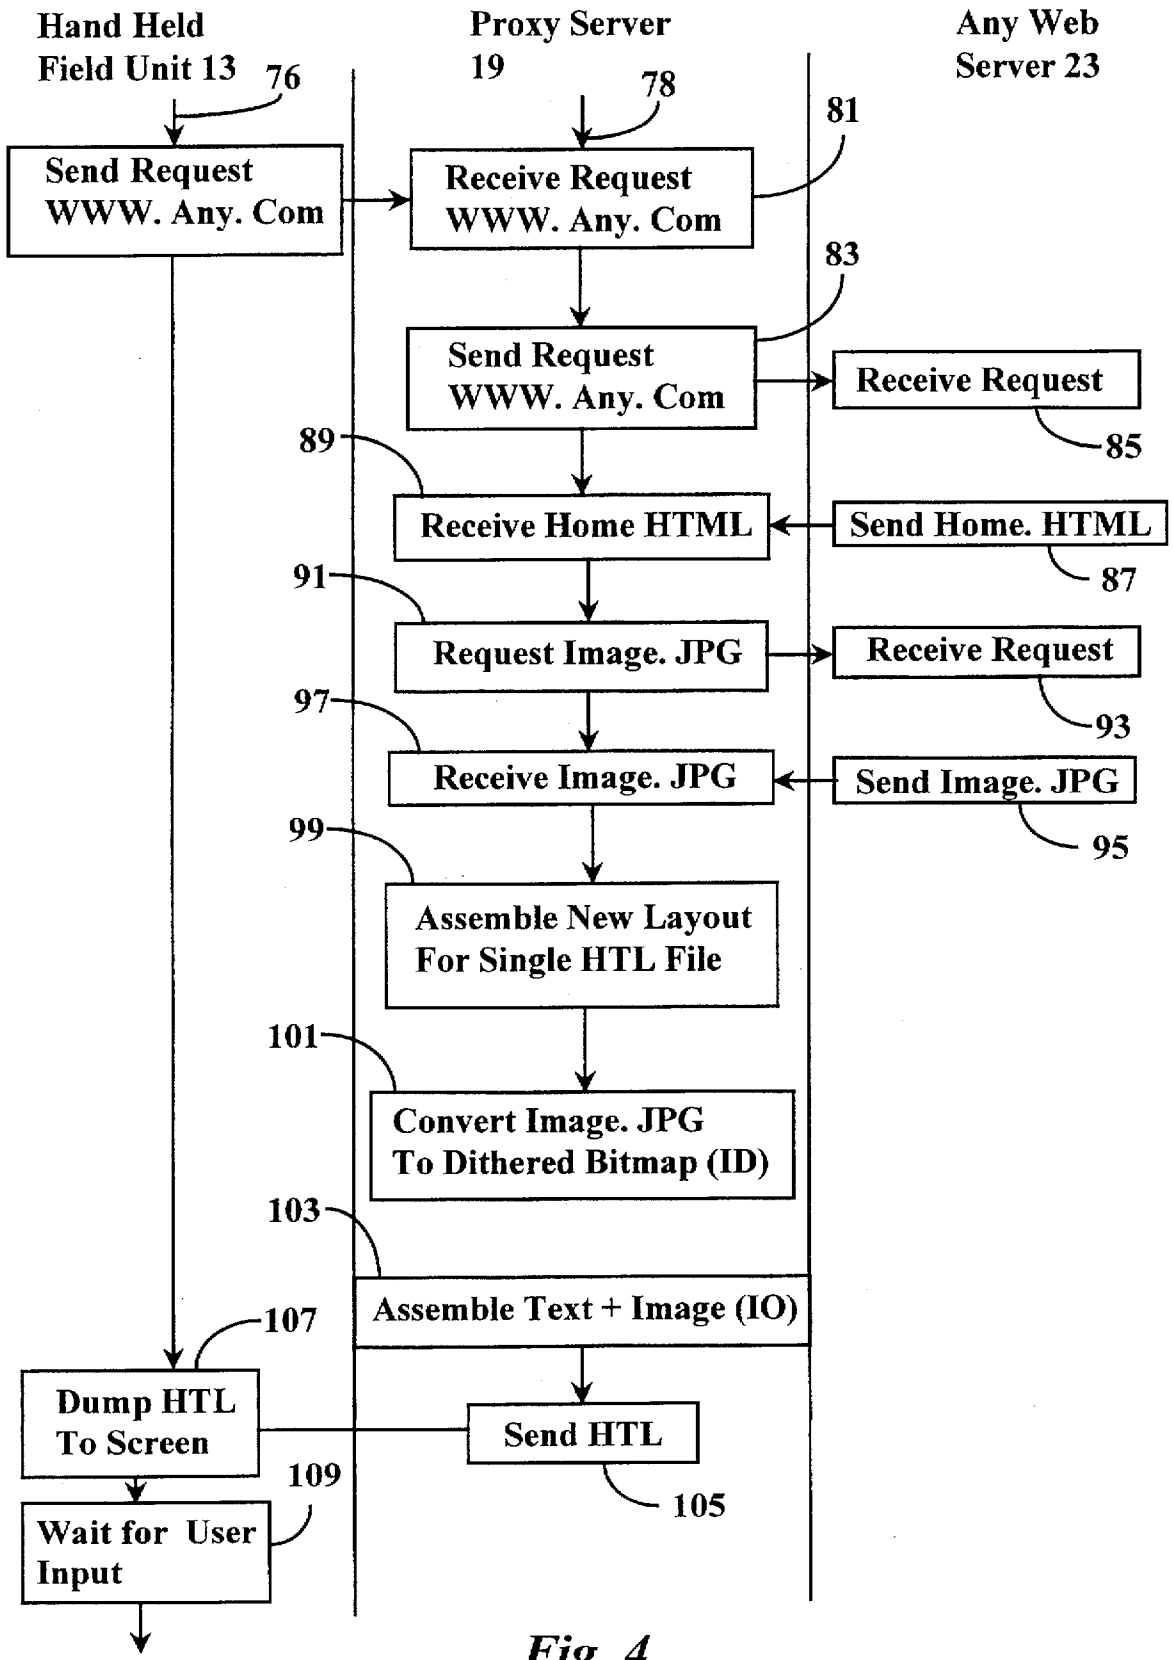 Hand Held
Field Unit 13
76
Proxy Server
19
78
Any Web
Server 23
81
Send Request
WWW. Any. Com
Receive Request
WWW. Any. Com
83
Send Request
WWW. Any. Com
Receive Request
85
89
Receive Home HTML
Send Home. HTML
87
91
Request Image. JPG
Receive Request
93
97
Receive Image. JPG
Send Image. JPG
95
99
Assemble New Layout
For Single HTL File
101
Convert Image. JPG
To Dithered Bitmap (ID)
103
Assemble Text + Image (IO)
107
Dump HTL
To Screen
Send HTL
105
109
Wait for User
Input
Fig. 4